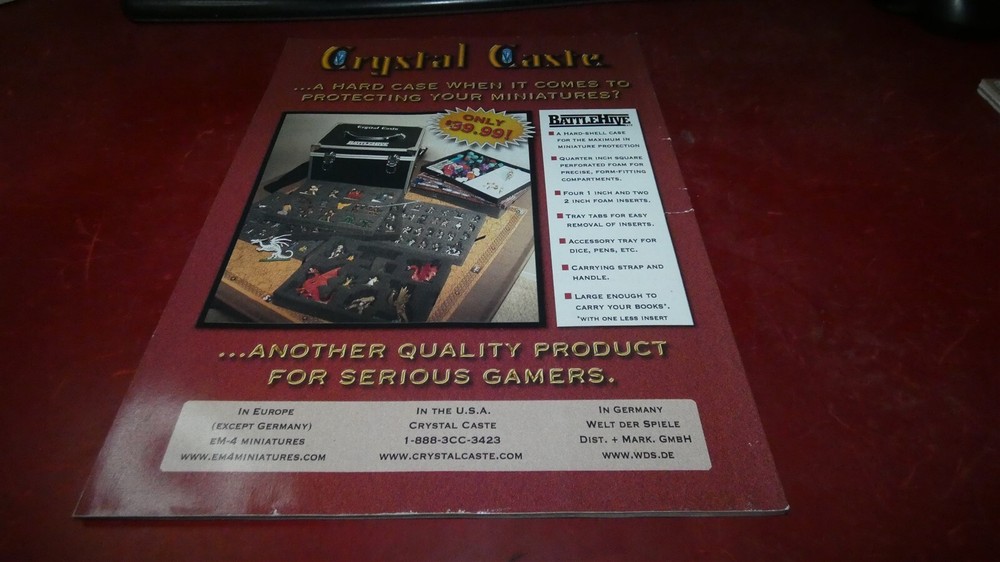 Crystal Caste
...A HARD CASE WHEN IT COMES TO
PROTECTING YOUR MINIATURES?
ONLY
$39.99!
Crystal Caste
BATTLEHIVE
BATTLEHIVE
A HARD-SHELL CASE
FOR THE MAXIMUM IN
MINIATURE PROTECTION
QUARTER INCH SQUARE
PERFORATED FOAM FOR
PRECISE, FORM-FITTING
COMPARTMENTS.
FOUR 1 INCH AND TWO
2 INCH FOAM INSERTS.
TRAY TABS FOR EASY
REMOVAL OF INSERTS.
ACCESSORY TRAY FOR
DICE, PENS, ETC.
CARRYING STRAP AND
HANDLE.
LARGE ENOUGH TO
CARRY YOUR BOOKS*.
*WITH ONE LESS INSERT
...ANOTHER QUALITY PRODUCT
FOR SERIOUS GAMERS.
IN EUROPE
(EXCEPT GERMANY)
EM-4 MINIATURES
WWW.EM4MINIATURES.COM
IN THE U.S.A.
CRYSTAL CASTE
1-888-3CC-3423
WWW.CRYSTALCASTE.COM
IN GERMANY
WELT DER SPIELE
DIST. + MARK. GMBH
WWW.WDS.DE